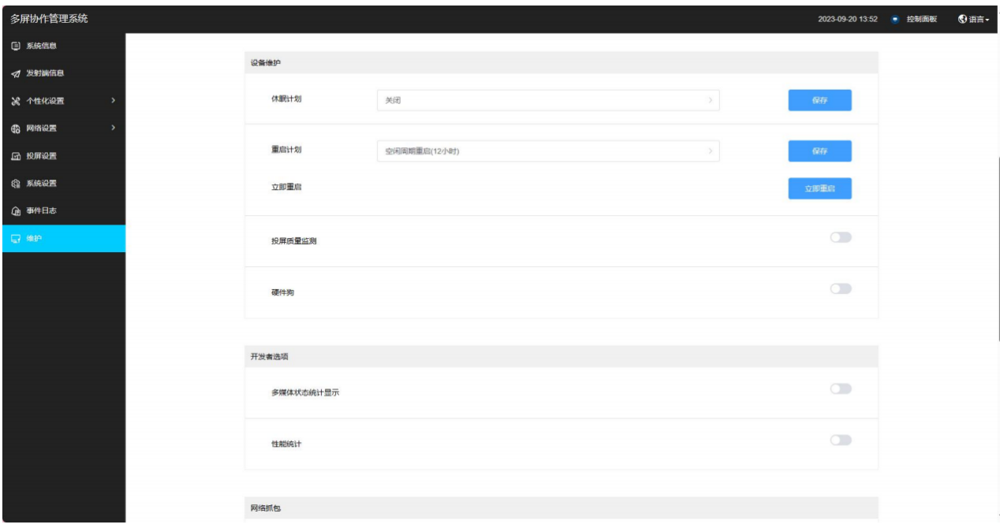 多屏协作管理系统
2023-09-20 13:52 控制面板 语言
系统信息
发射端信息
个性化设置
网络设置
投屏设置
系统设置
事件日志
维护
设备维护
休眠计划 关闭 保存
重启计划 空闲周期重启(12小时) 保存
立即重启 立即重启
投屏质量监测
硬件狗
开发者选项
多媒体状态统计显示
性能统计
网络抓包